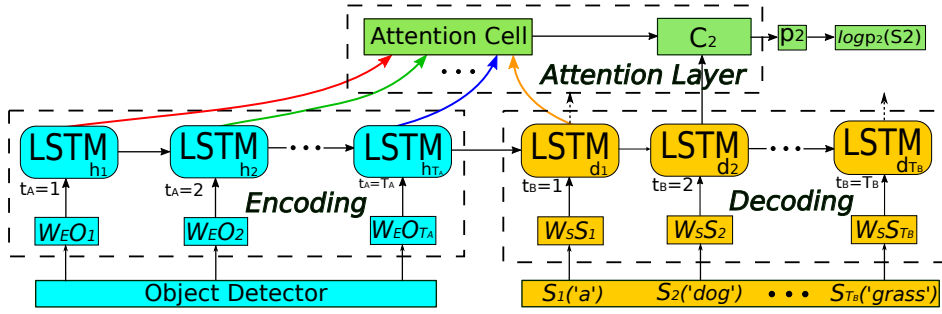 Attention Cell
C2
p2
logp2(S2)
• • •
Attention Layer
LSTM h1
LSTM h2
• • •
LSTM hTA
LSTM d1
LSTM d2
• • •
LSTM dTB
tA=1
tA=2
tA=TA
tB=1
tB=2
tB=TB
Encoding
Decoding
WEO1
WEO2
WEOTA
WSS1
WSS2
WSSTB
Object Detector
S1('a')
S2('dog')
• • •
STB('grass')